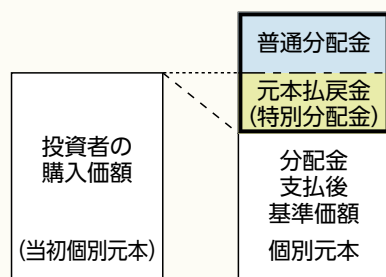 普通分配金
元本払戻金
(特別分配金)
投資者の
購入価額
(当初個別元本)
分配金
支払後
基準価額
個別元本